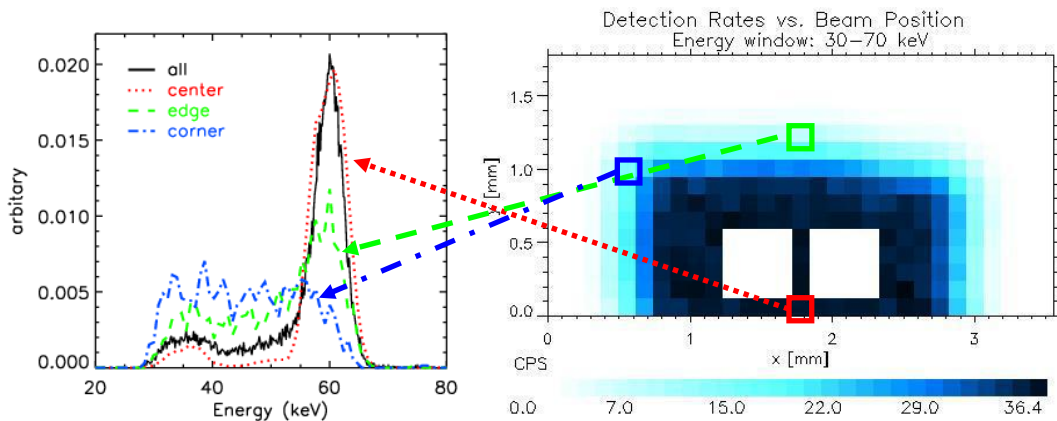 0.020
0.015
0.010
0.005
0.000
arbitary
all
center
edge
corner
20 40 60 80
Energy (keV)
Detection Rates vs. Beam Position
Energy window: 30-70 keV
1.5
1.0
0.5
0.0
[mm]
0 1 2 3
x [mm]
CPS
0.0 7.0 15.0 22.0 29.0 36.4